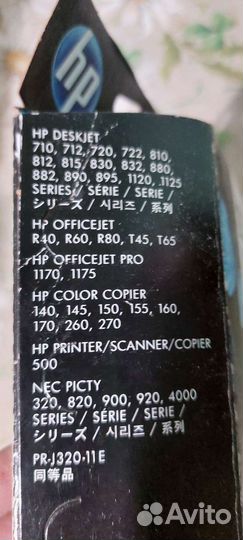 hp
HP DESKJET
710, 712, 720, 722, 810,
812, 815, 830, 832, 880,
882, 890, 895, 1120, 1125
SERIES / SÉRIE / SERIE /
シリーズ / 시리즈 / 系列
HP OFFICEJET
R40, R60, R80, T45, T65
HP OFFICEJET PRO
1170, 1175
HP COLOR COPIER
140, 145, 150, 155, 160,
170, 260, 270
HP PRINTER/SCANNER/COPIER
500
NEC PICTY
320, 820, 900, 920, 4000
SERIES / SÉRIE / SERIE /
シリーズ / 시리즈 / 系列
PR-J320-11E
同等品
Avito